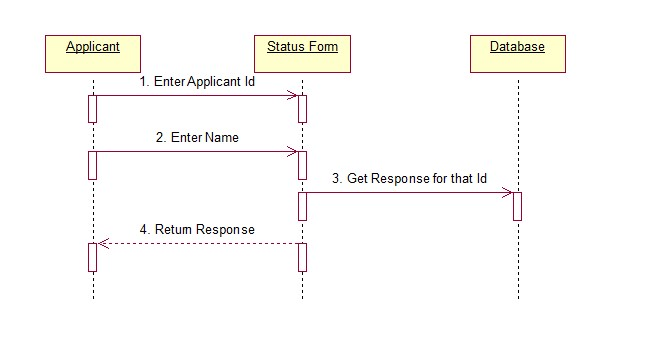 Applicant
Status Form
Database
1. Enter Applicant Id
2. Enter Name
3. Get Response for that Id
4. Return Response